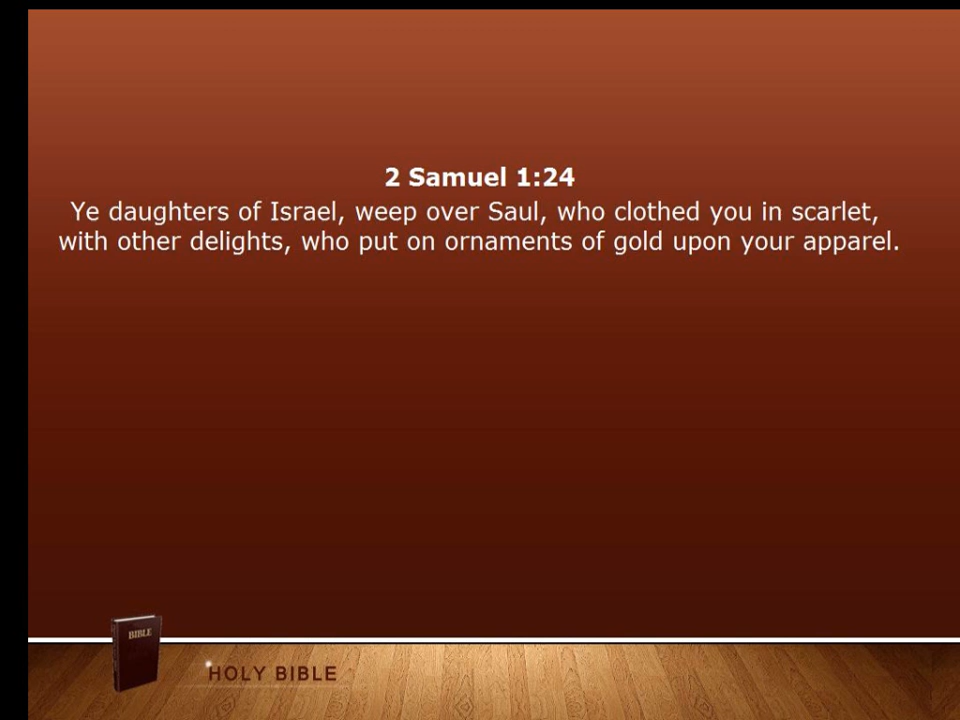 2 Samuel 1:24
Ye daughters of Israel, weep over Saul, who clothed you in scarlet,
with other delights, who put on ornaments of gold upon your apparel.
BIBLE
HOLY BIBLE